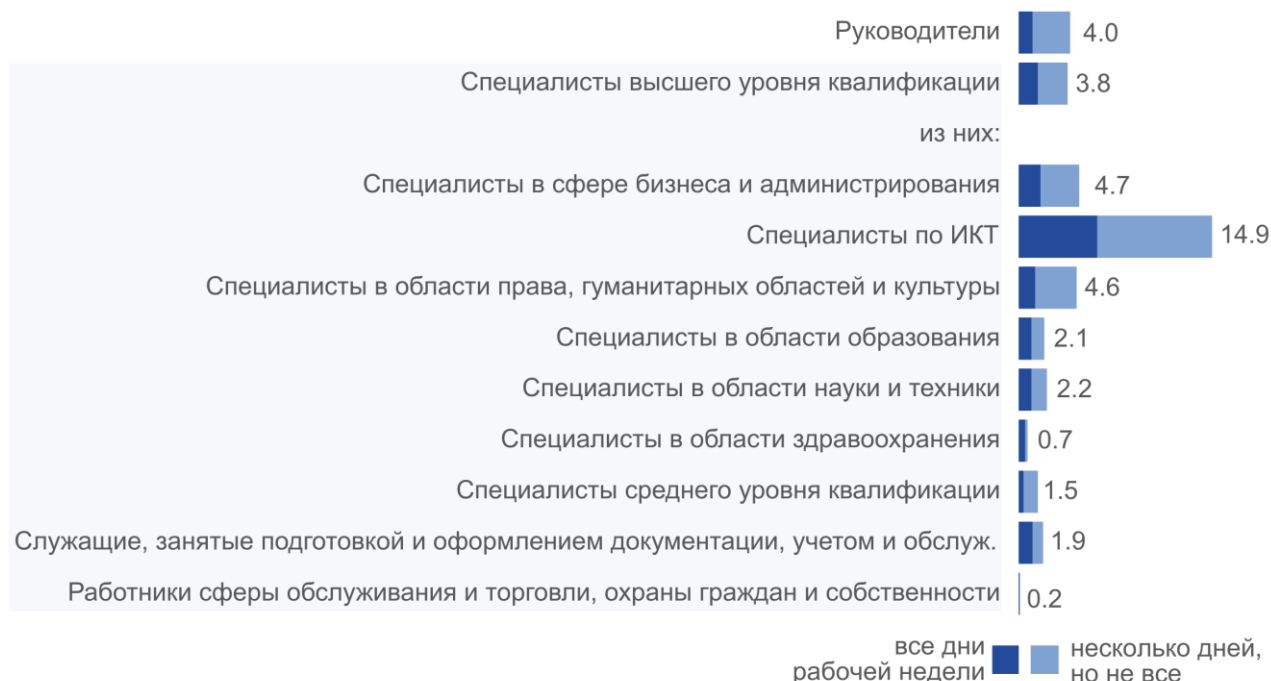 Руководители 4.0
Специалисты высшего уровня квалификации 3.8
из них:
Специалисты в сфере бизнеса и администрирования 4.7
Специалисты по ИКТ 14.9
Специалисты в области права, гуманитарных областей и культуры 4.6
Специалисты в области образования 2.1
Специалисты в области науки и техники 2.2
Специалисты в области здравоохранения 0.7
Специалисты среднего уровня квалификации 1.5
Служащие, занятые подготовкой и оформлением документации, учетом и обслуж. 1.9
Работники сферы обслуживания и торговли, охраны граждан и собственности 0.2
все дни
рабочей недели
несколько дней,
но не все